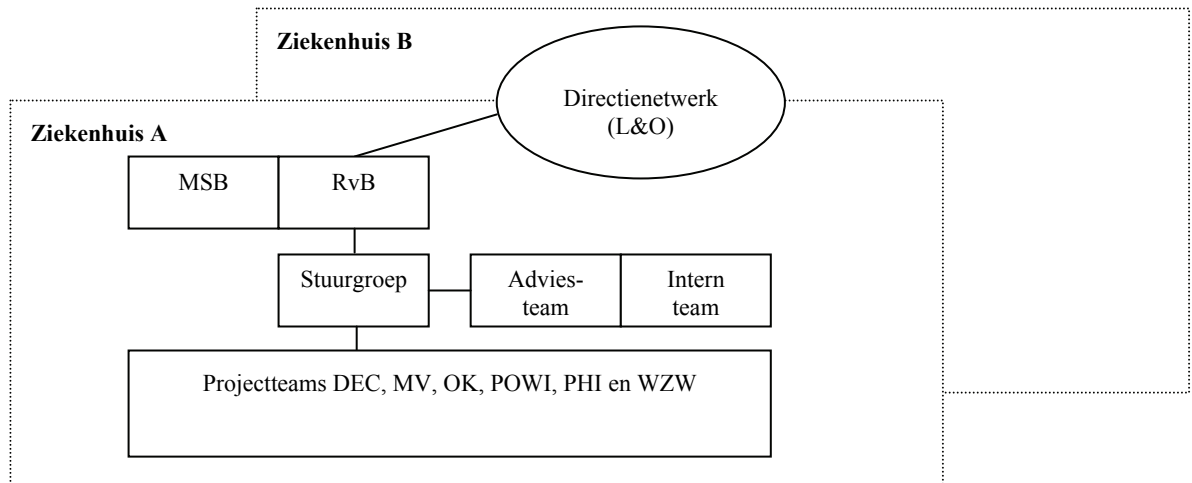 Ziekenhuis B
Directienetwerk
(L&O)
Ziekenhuis A
MSB
RvB
Stuurgroep
Advies-
team
Intern
team
Projectteams DEC, MV, OK, POWI, PHI en WZW